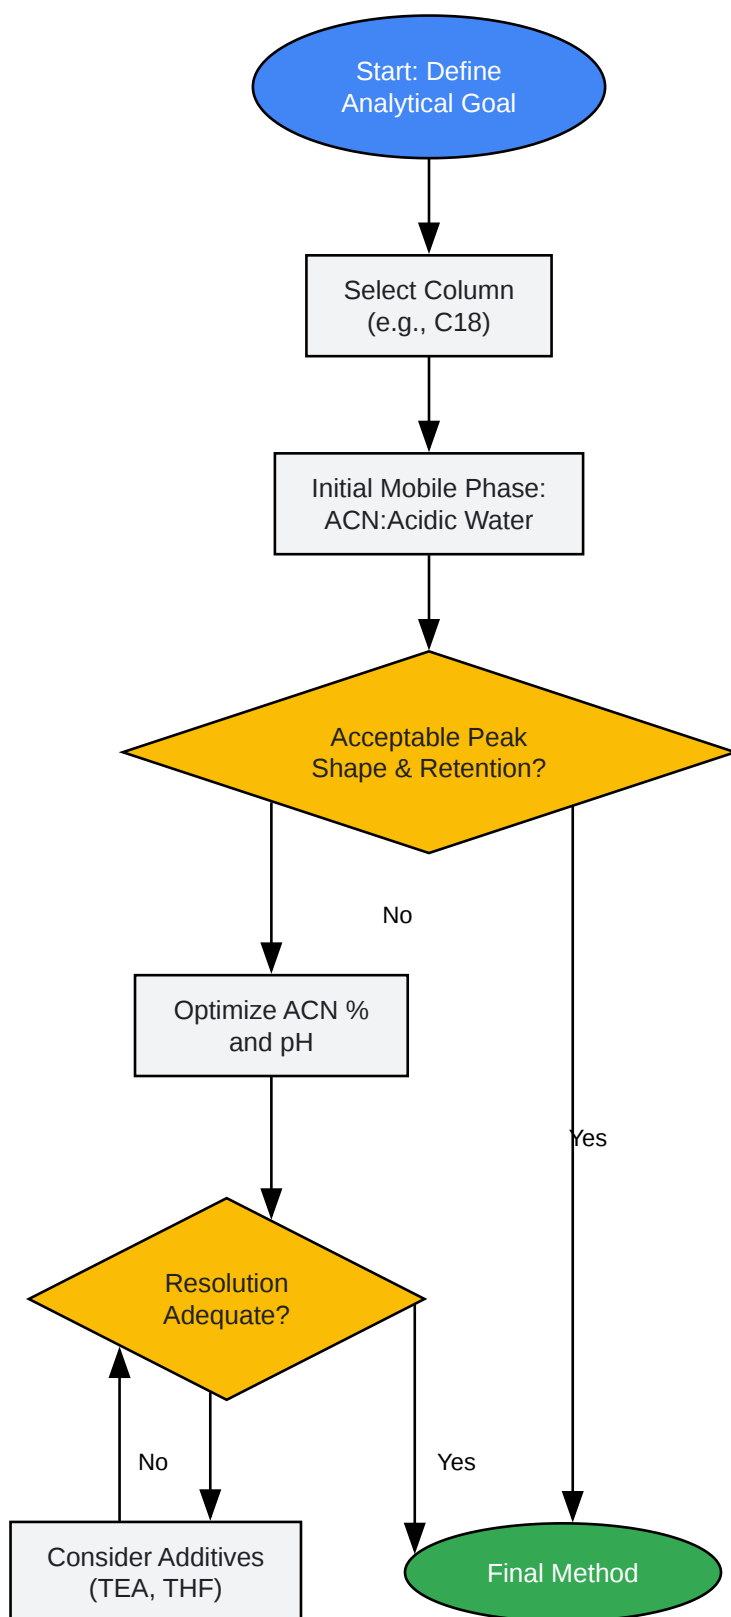 Start: Define
Analytical Goal
Select Column
(e.g., C18)
Initial Mobile Phase:
ACN:Acidic Water
Acceptable Peak
Shape & Retention?
No
Optimize ACN %
and pH
Yes
Resolution
Adequate?
No
Yes
Consider Additives
(TEA, THF)
Final Method